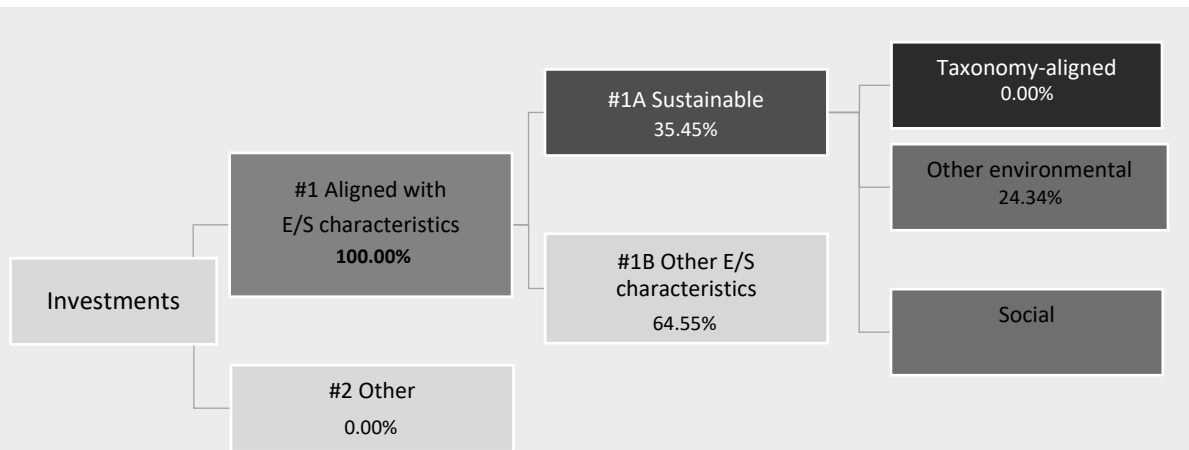 Investments
#1 Aligned with
E/S characteristics
100.00%
#2 Other
0.00%
#1A Sustainable
35.45%
#1B Other E/S
characteristics
64.55%
Taxonomy-aligned
0.00%
Other environmental
24.34%
Social